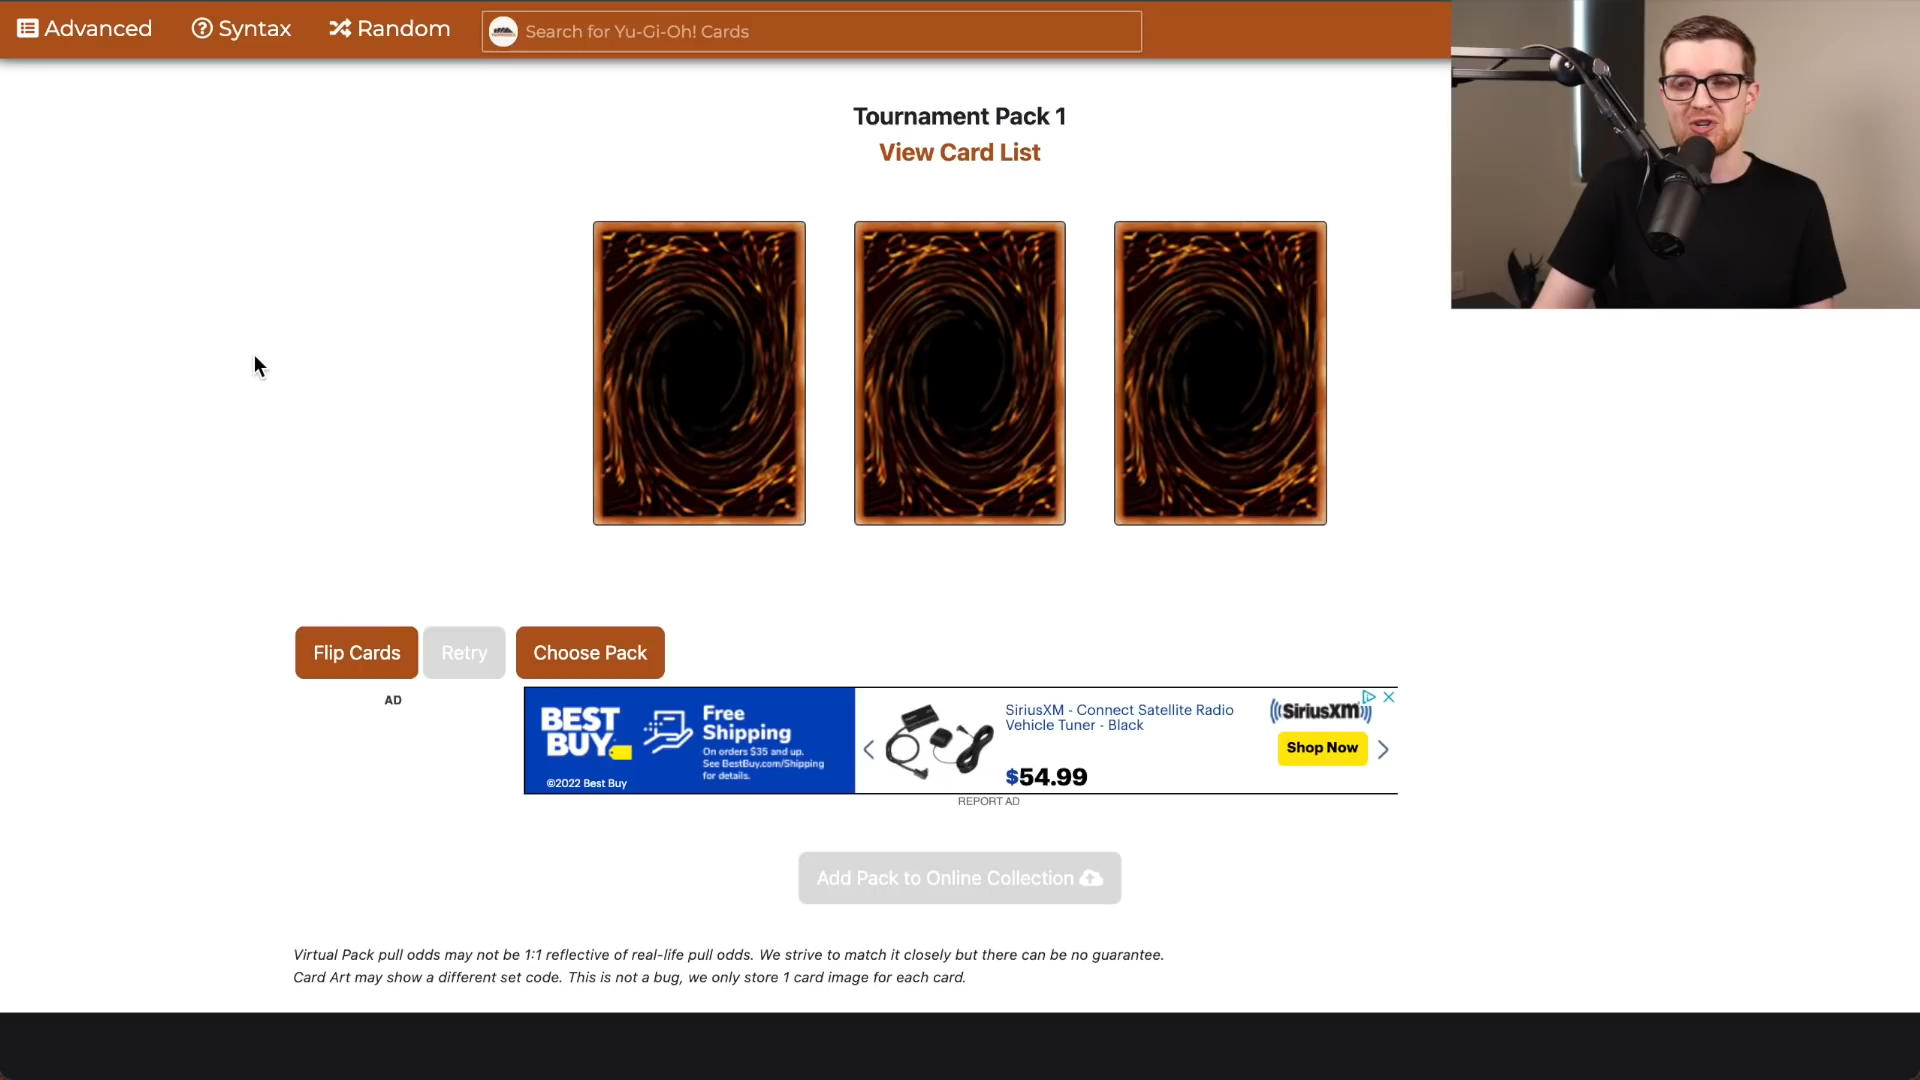 Advanced
Syntax
Random
Search for Yu-Gi-Oh! Cards
Tournament Pack 1
View Card List
Flip Cards
Retry
Choose Pack
AD
BEST
BUY
©2022 Best Buy
Free
Shipping
On orders $35 and up.
See BestBuy.com/Shipping
for details.
SiriusXM - Connect Satellite Radio
Vehicle Tuner - Black
$54.99
((SiriusXM))
Shop Now
REPORT AD
Add Pack to Online Collection
Virtual Pack pull odds may not be 1:1 reflective of real-life pull odds. We strive to match it closely but there can be no guarantee.
Card Art may show a different set code. This is not a bug, we only store 1 card image for each card.